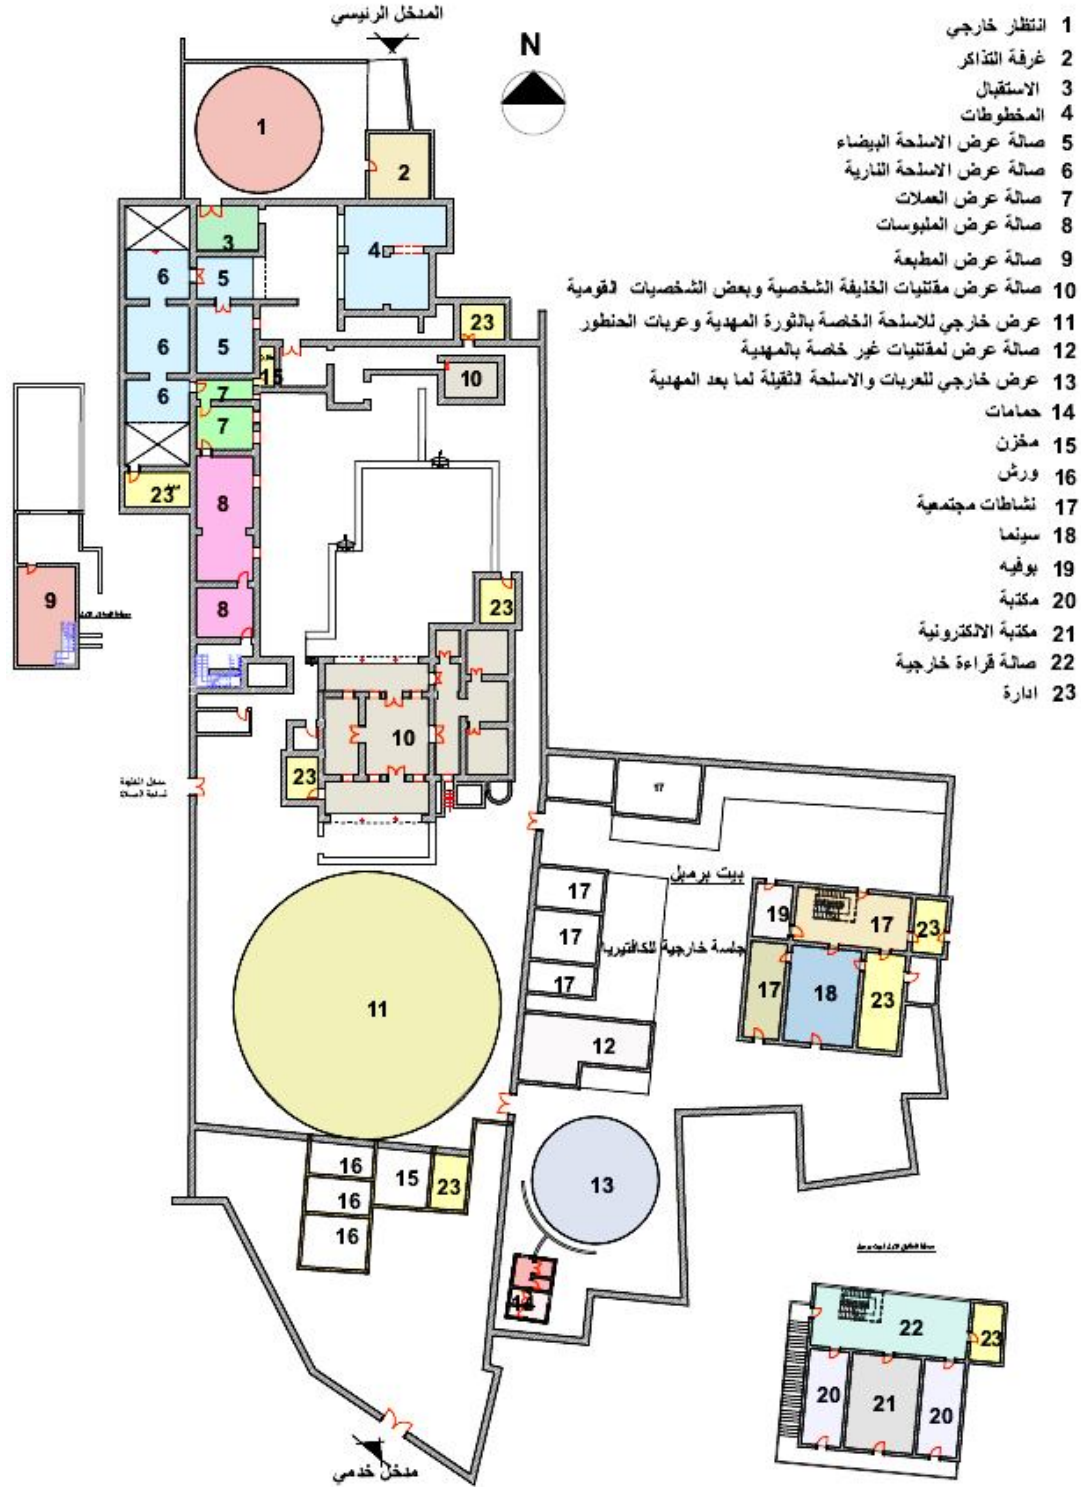 المدخل الرئيسي
N
1 انتظار خارجي
2 غرفة التذاكر
3 الاستقبال
4 المخطوطات
5 صالة عرض الاسلحة البيضاء
6 صالة عرض الاسلحة النارية
7 صالة عرض العملات
8 صالة عرض الملبوسات
9 صالة عرض المطبعة
10 صالة عرض مقتنيات الخليفة الشخصية وبعض الشخصيات القومية
11 عرض خارجي للاسلحة الخاصة بالثورة المهدية وعربات الحنطور
12 صالة عرض لمقتنيات غير خاصة بالمهدية
13 عرض خارجي للعربات والاسلحة الثقيلة لما بعد المهدية
14 حمامات
15 مخزن
16 ورش
17 نشاطات مجتمعية
18 سينما
19 بوفيه
20 مكتبة
21 مكتبة الالكترونية
22 صالة قراءة خارجية
23 ادارة
1
2
3
4
6
5
23
6
5
15
10
6
7
7
23
8
9
8
23
10
23
17
بيت برمبل
17
19
17
23
17
جلسة خارجية للكافتيريا
17
17
18
23
11
12
16
15
23
16
13
16
14
22
23
20
21
20
مدخل خدمي